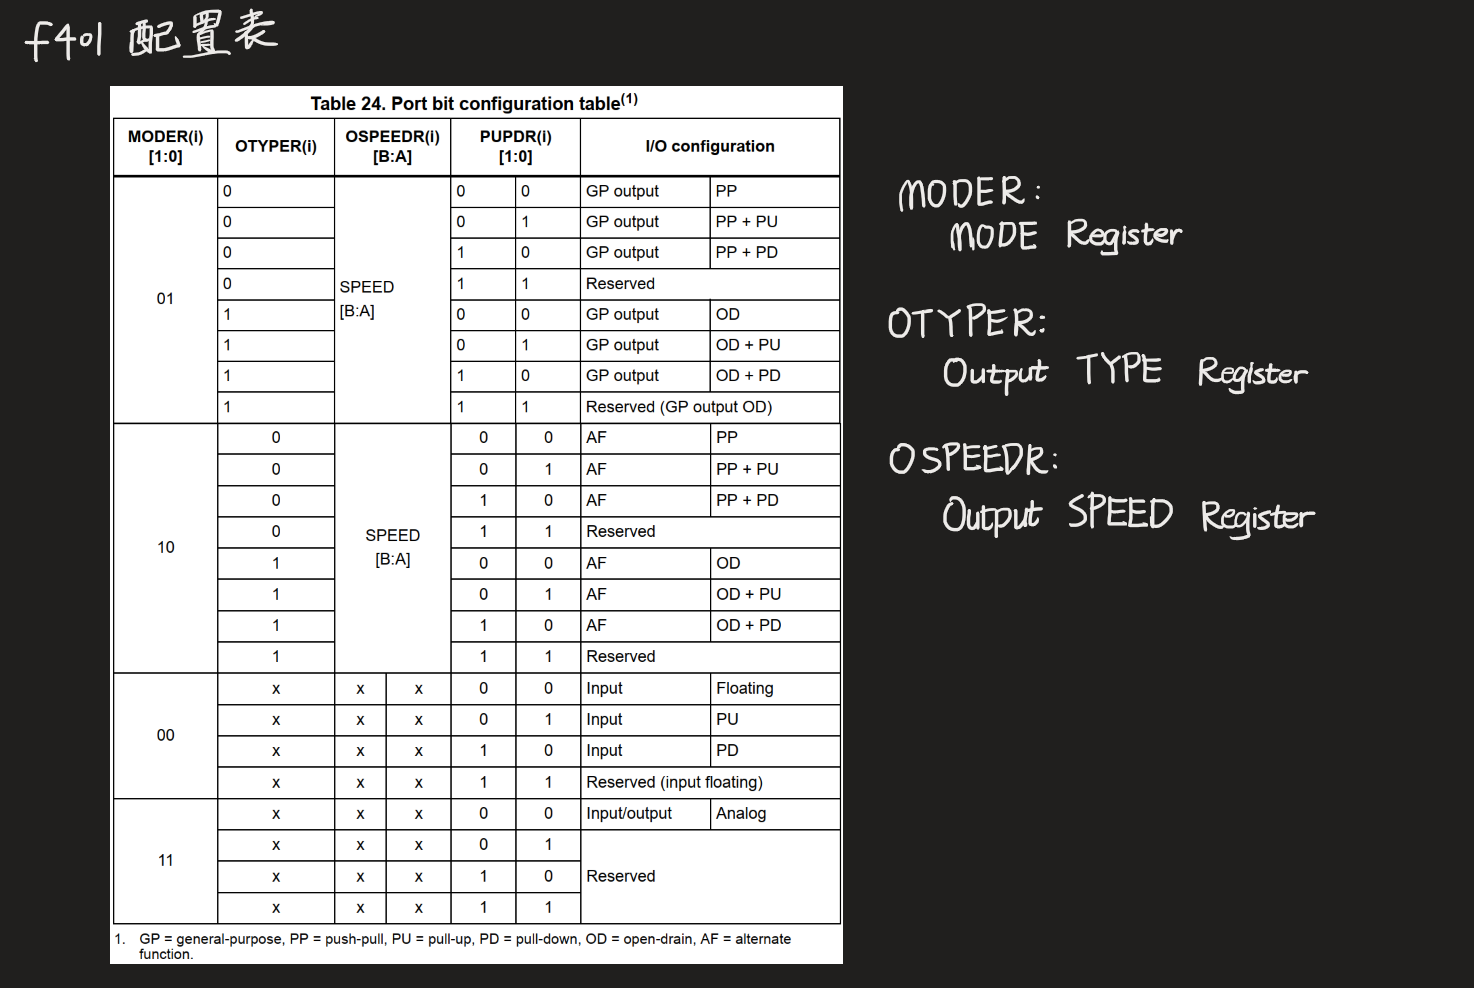 f401 配置表
Table 24. Port bit configuration table(1)
MODER(i) [1:0] OTYPER(i) OSPEEDR(i) [B:A] PUPDR(i) [1:0] I/O configuration
01 0 SPEED [B:A] 0 0 GP output PP
0 0 1 GP output PP + PU
0 1 0 GP output PP + PD
0 1 1 Reserved
1 0 0 GP output OD
1 0 1 GP output OD + PU
1 1 0 GP output OD + PD
1 1 1 Reserved (GP output OD)
10 0 SPEED [B:A] 0 0 AF PP
0 0 1 AF PP + PU
0 1 0 AF PP + PD
0 1 1 Reserved
1 0 0 AF OD
1 0 1 AF OD + PU
1 1 0 AF OD + PD
1 1 1 Reserved
00 x x x 0 0 Input Floating
x x x 0 1 Input PU
x x x 1 0 Input PD
x x x 1 1 Reserved (input floating)
11 x x x 0 0 Input/output Analog
x x x 0 1 Reserved
x x x 1 0
x x x 1 1
1. GP = general-purpose, PP = push-pull, PU = pull-up, PD = pull-down, OD = open-drain, AF = alternate
function.
MODER:
MODE Register
OTYPER:
Output TYPE Register
OSPEEDR:
Output SPEED Register